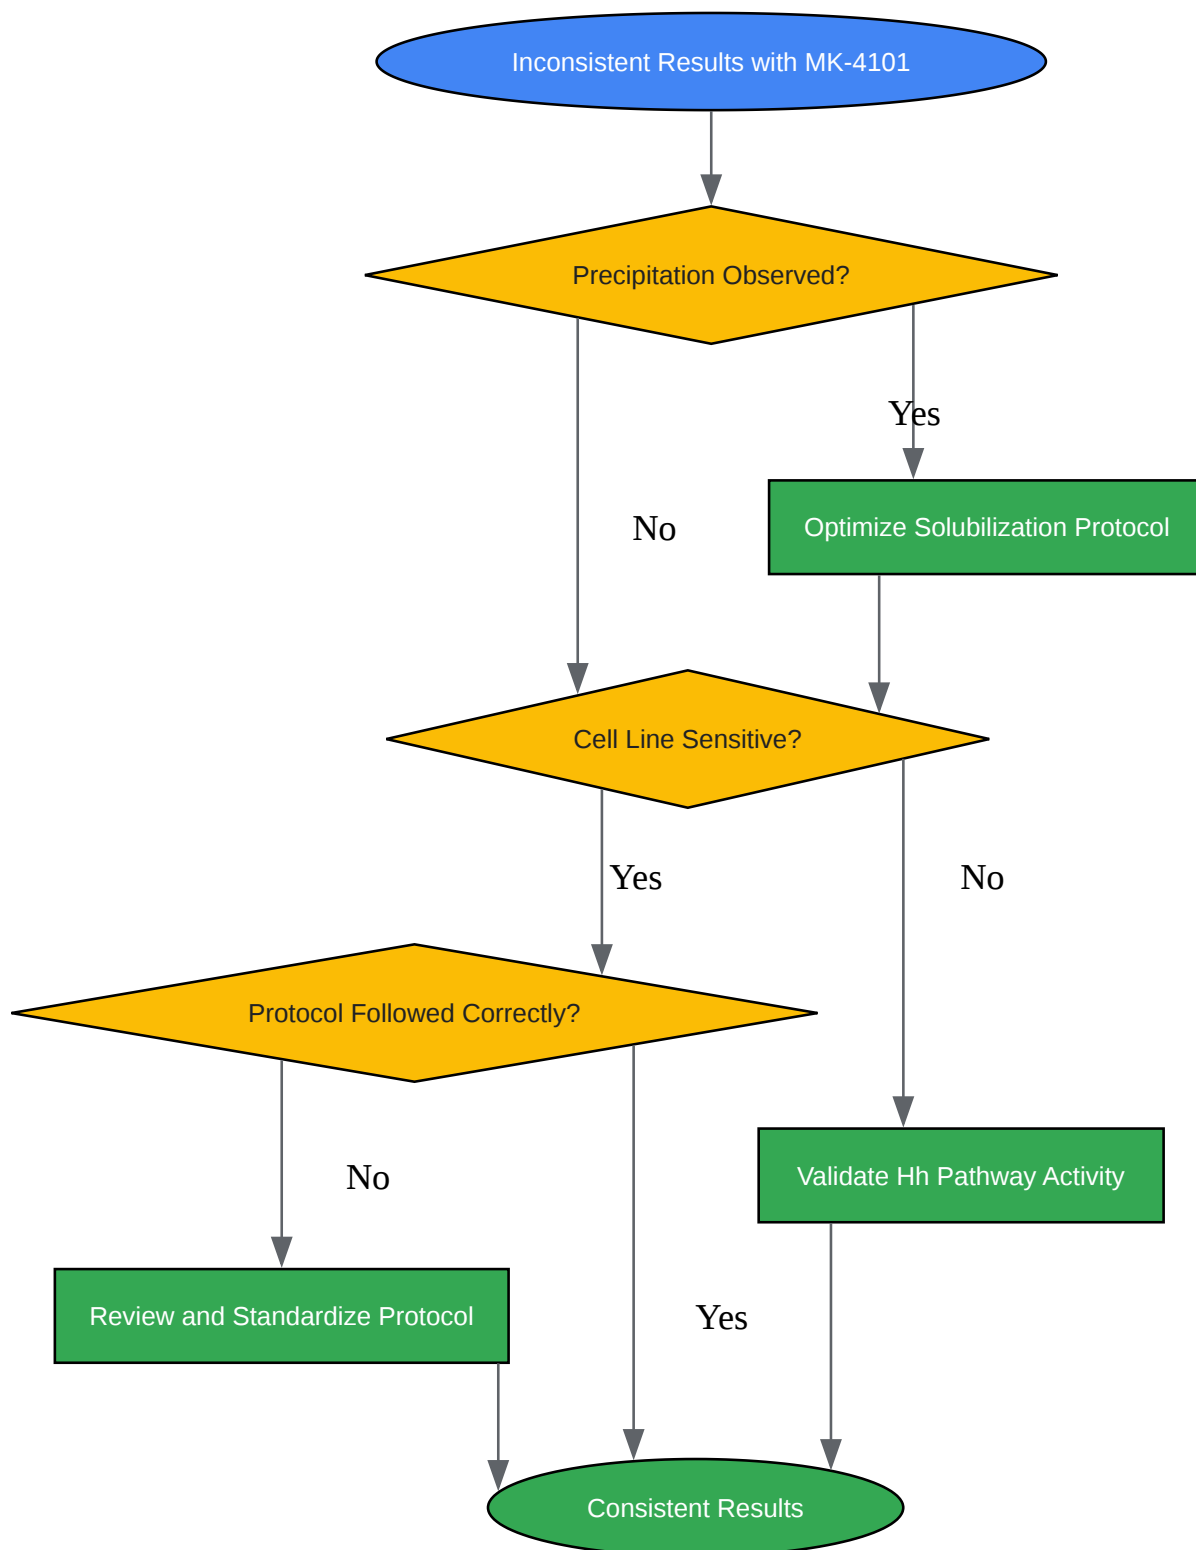 Inconsistent Results with MK-4101
Precipitation Observed?
Yes
No
Optimize Solubilization Protocol
Cell Line Sensitive?
Yes
No
Protocol Followed Correctly?
No
Validate Hh Pathway Activity
Review and Standardize Protocol
Yes
Consistent Results